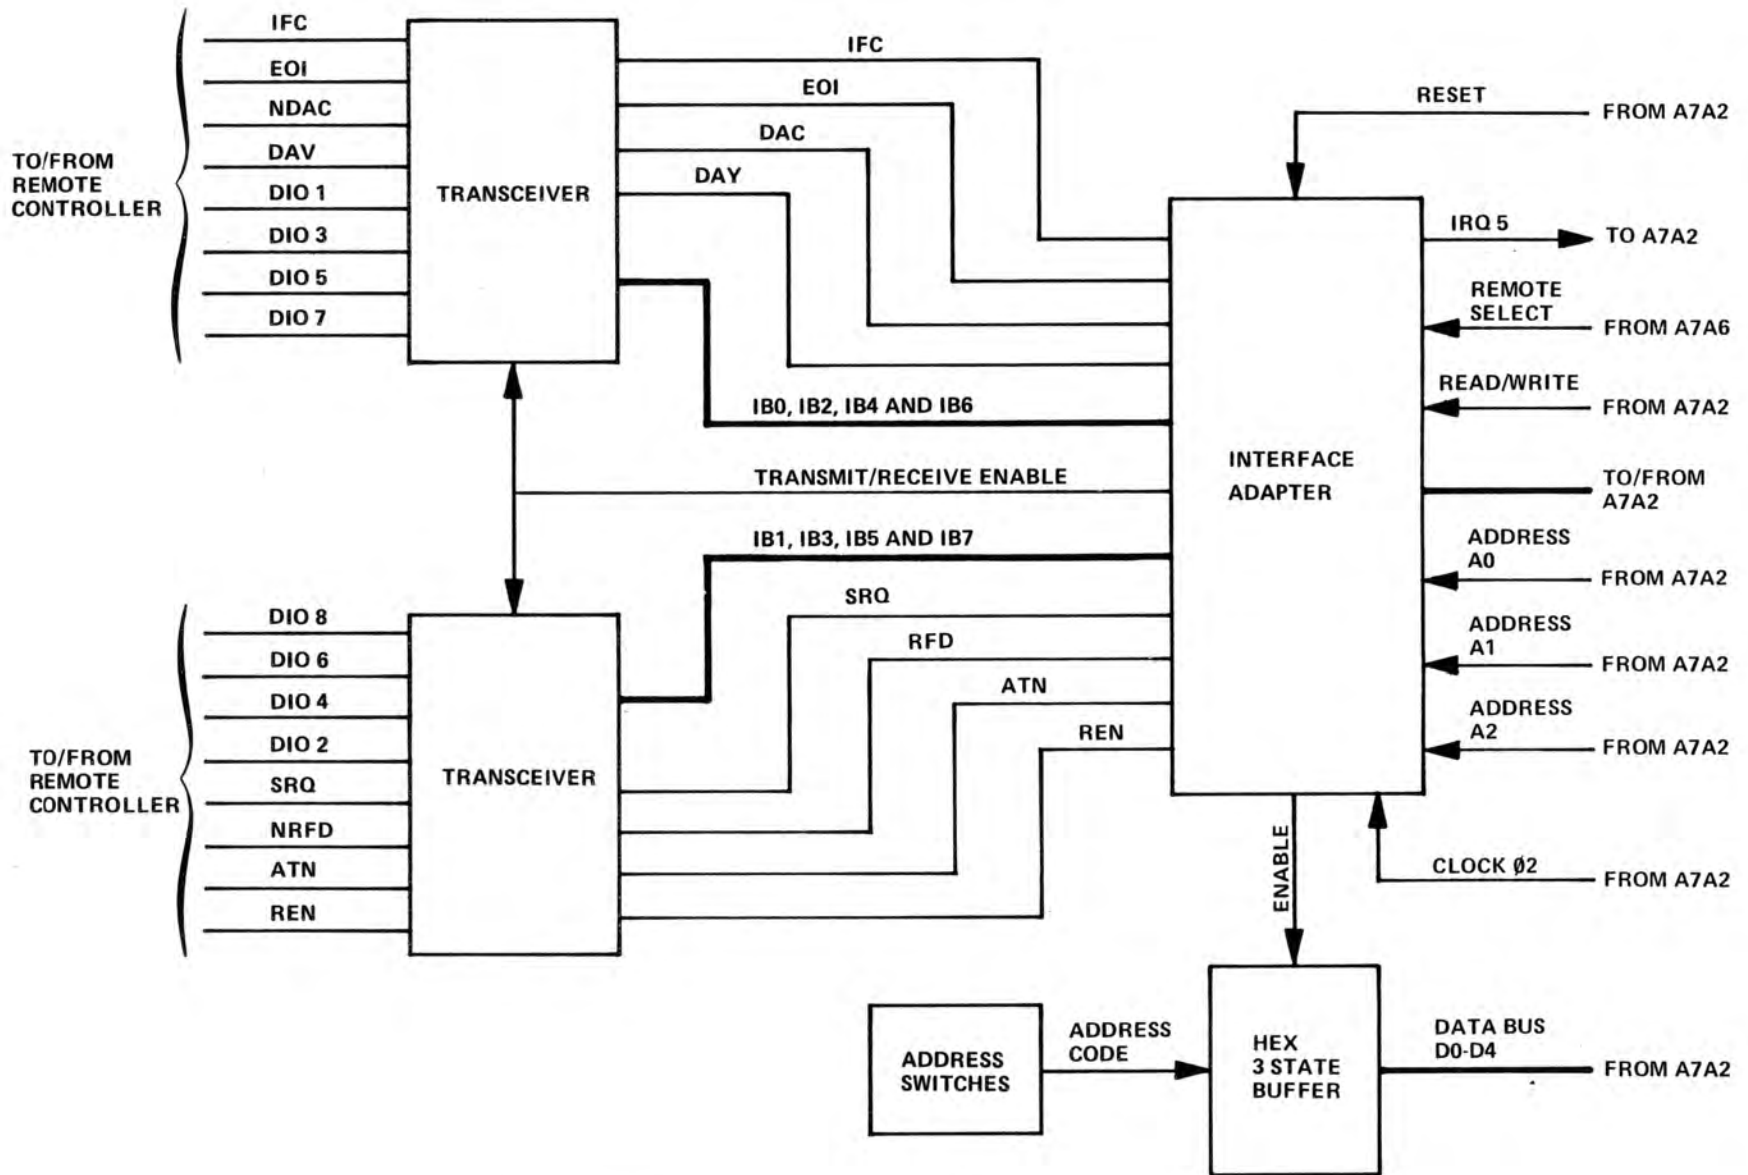 IFC
EOI
NDAC
DAV
DIO 1
DIO 3
DIO 5
DIO 7
TO/FROM
REMOTE
CONTROLLER
TRANSCEIVER
IFC
EOI
DAC
DAY
IB0, IB2, IB4 AND IB6
TRANSMIT/RECEIVE ENABLE
IB1, IB3, IB5 AND IB7
SRQ
RFD
ATN
REN
DIO 8
DIO 6
DIO 4
DIO 2
SRQ
NRFD
ATN
REN
TO/FROM
REMOTE
CONTROLLER
TRANSCEIVER
INTERFACE
ADAPTER
RESET
FROM A7A2
IRQ 5
TO A7A2
REMOTE
SELECT
FROM A7A6
READ/WRITE
FROM A7A2
TO/FROM
A7A2
ADDRESS
A0
FROM A7A2
ADDRESS
A1
FROM A7A2
ADDRESS
A2
FROM A7A2
CLOCK Ø2
FROM A7A2
ENABLE
ADDRESS
SWITCHES
ADDRESS
CODE
HEX
3 STATE
BUFFER
DATA BUS
D0-D4
FROM A7A2